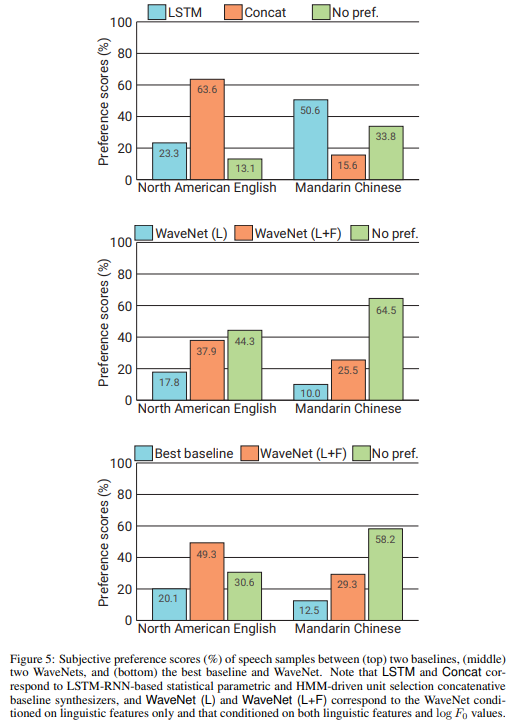 LSTM Concat No pref.
Preference scores (%)
100
80
60
40
20
0
23.3 63.6 13.1 50.6 15.6 33.8
North American English Mandarin Chinese
WaveNet (L) WaveNet (L+F) No pref.
Preference scores (%)
100
80
60
40
20
0
17.8 37.9 44.3 10.0 25.5 64.5
North American English Mandarin Chinese
Best baseline WaveNet (L+F) No pref.
Preference scores (%)
100
80
60
40
20
0
20.1 49.3 30.6 12.5 29.3 58.2
North American English Mandarin Chinese
Figure 5: Subjective preference scores (%) of speech samples between (top) two baselines, (middle)
two WaveNets, and (bottom) the best baseline and WaveNet. Note that LSTM and Concat cor-
respond to LSTM-RNN-based statistical parametric and HMM-driven unit selection concatenative
baseline synthesizers, and WaveNet (L) and WaveNet (L+F) correspond to the WaveNet condi-
tioned on linguistic features only and that conditioned on both linguistic features and log F₀ values.